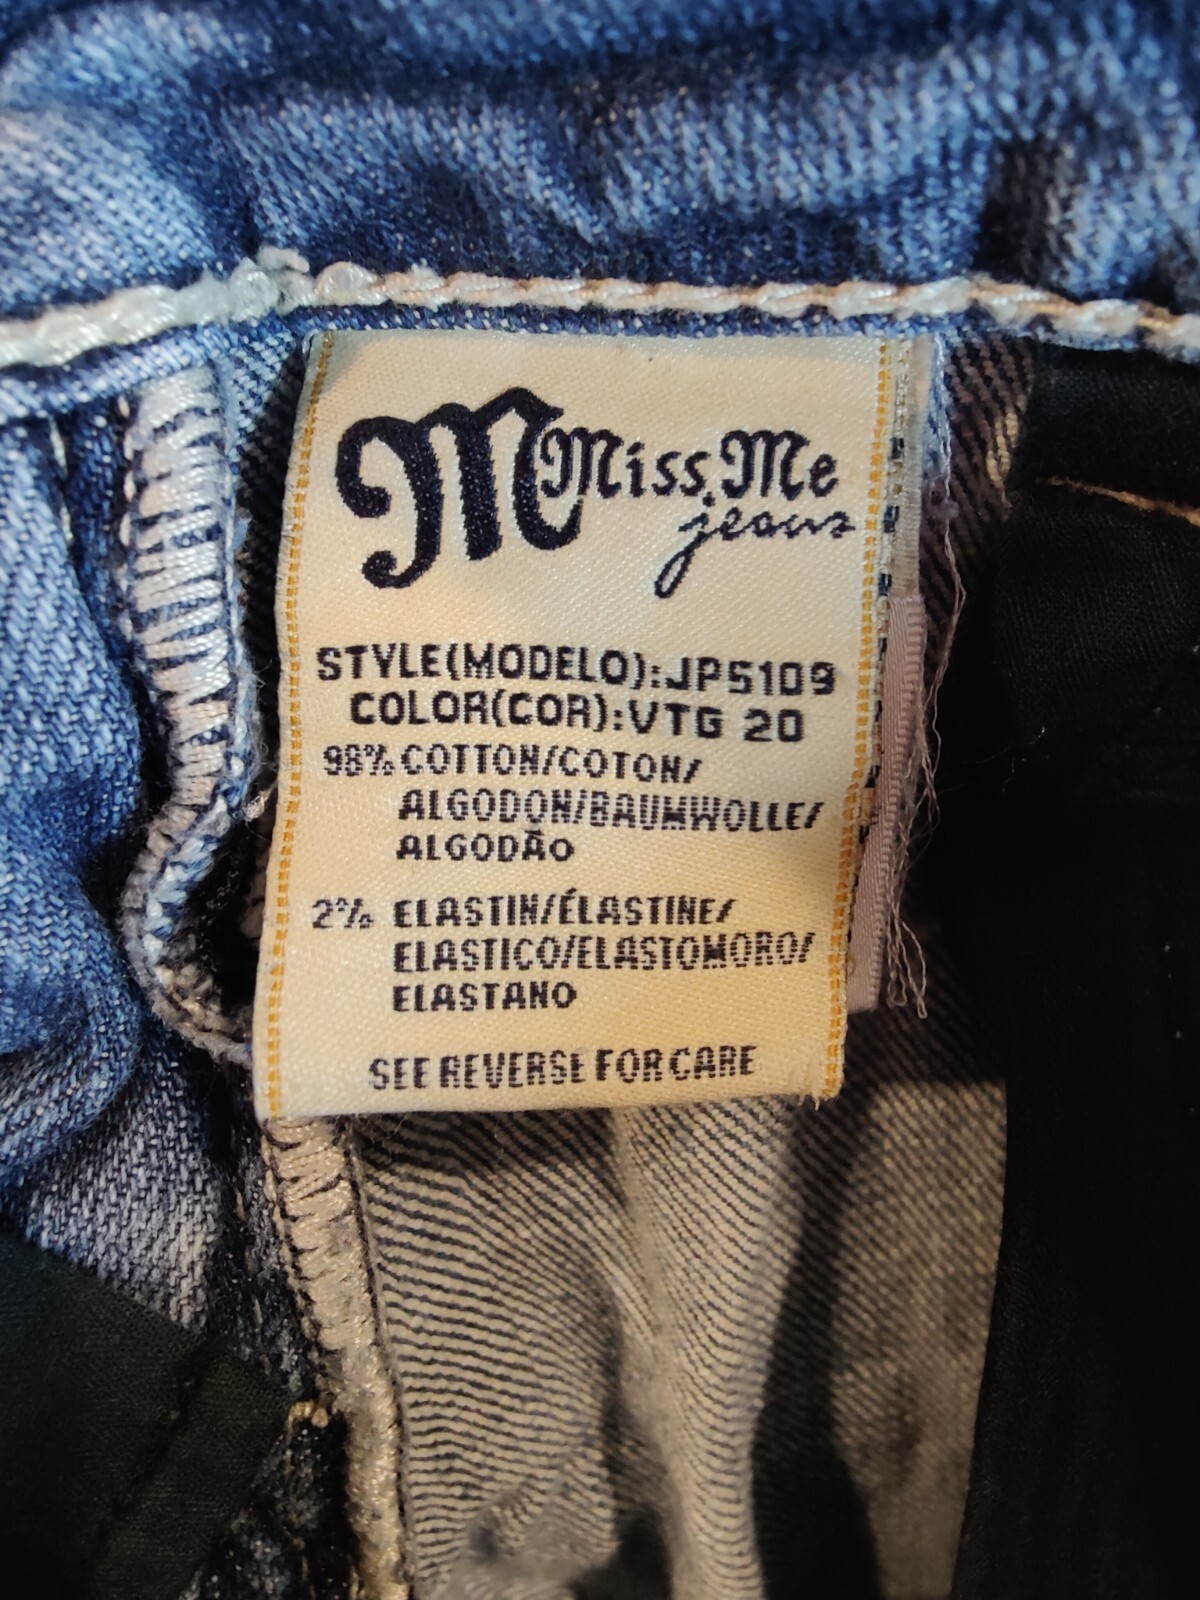 M Miss Me
jeans
STYLE(MODELO):JP5109
COLOR(COR):VTG 20
98% COTTON/COTON/
ALGODON/BAUMWOLLE/
ALGODÃO
2% ELASTIN/ÉLASTINE/
ELASTICO/ELASTOMORO/
ELASTANO
SEE REVERSE FOR CARE